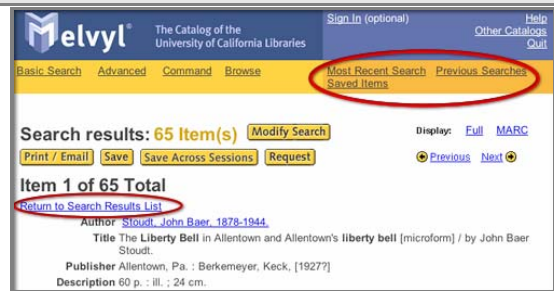 Melvyl
The Catalog of the
University of California Libraries
Sign In (optional)
Help
Other Catalogs
Quit
Basic Search Advanced Command Browse
Most Recent Search Previous Searches
Saved Items
Search results: 65 Item(s) Modify Search
Display: Full MARC
Print / Email Save Save Across Sessions Request
Previous Next
Item 1 of 65 Total
Return to Search Results List
Author Stoudt, John Baer, 1878-1944.
Title The Liberty Bell in Allentown and Allentown's liberty bell [microform] / by John Baer
Stoudt.
Publisher Allentown, Pa. : Berkemeyer, Keck, [1927?]
Description 60 p. : ill. ; 24 cm.